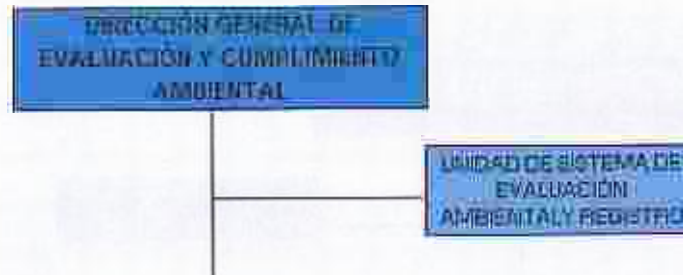 DIRECCIÓN GENERAL DE
EVALUACIÓN Y CUMPLIMIENTO
AMBIENTAL
UNIDAD DE SISTEMA DE
EVALUACIÓN
AMBIENTAL Y REGISTRO